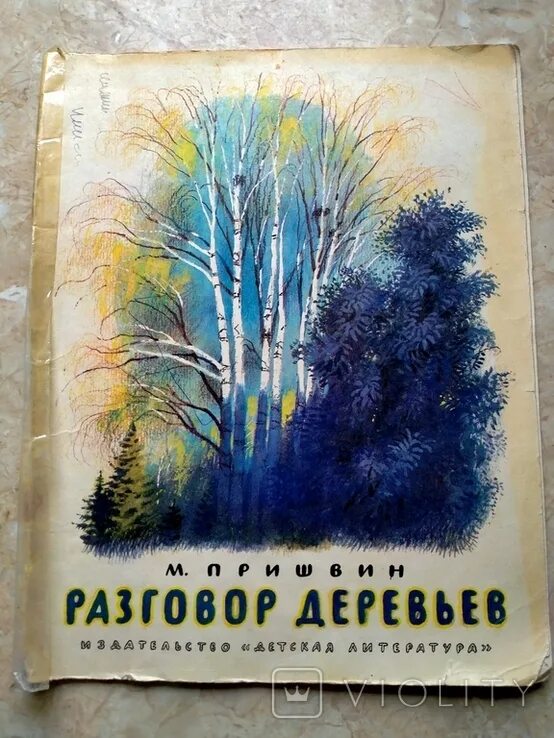 М. ПРИШВИН
РАЗГОВОР ДЕРЕВЬЕВ
ИЗДАТЕЛЬСТВО «ДЕТСКАЯ ЛИТЕРАТУРА»
VIOLITY